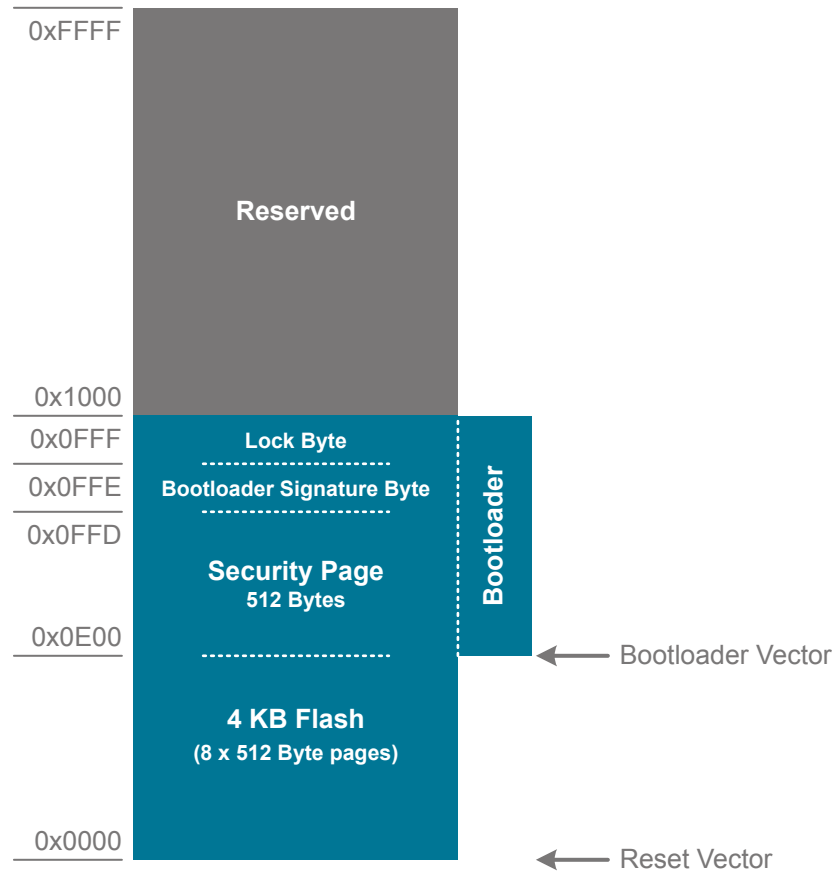 0xFFFF
Reserved
0x1000
0x0FFF
Lock Byte
0x0FFE
Bootloader Signature Byte
0x0FFD
Security Page
512 Bytes
Bootloader
0x0E00
Bootloader Vector
4 KB Flash
(8 x 512 Byte pages)
0x0000
Reset Vector